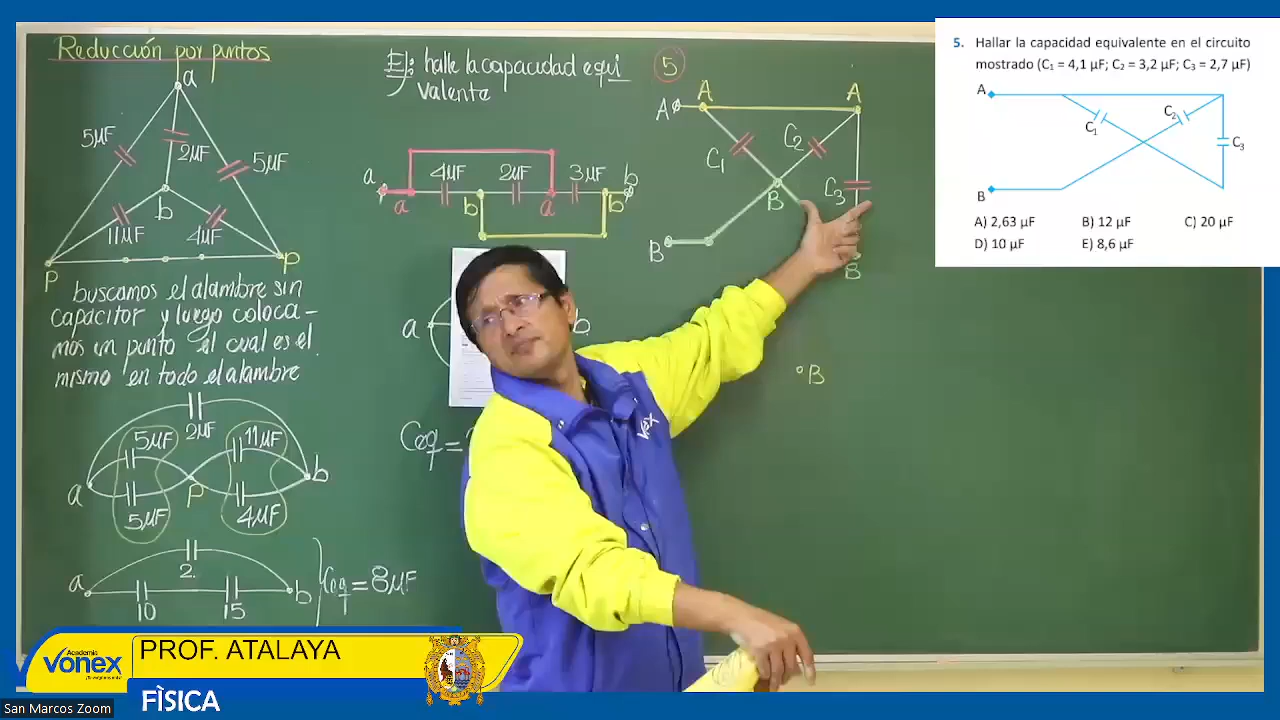 Reducción por puntos
a
5μF
2μF
5μF
b
11μF
4μF
P
P
buscamos el alambre sin
capacitor y luego coloca-
mos un punto el cual es el
mismo en todo el alambre
2μF
5μF
11μF
a
P
b
5μF
4μF
a
2
b
10
15
Ceq = 8μF
Ej: halle la capacidad equi
valente
a
4μF
2μF
3μF
b
a
b
a
b
a
b
Ceq =
5
A
A
A
C1
C2
C3
B
B
B
B
5. Hallar la capacidad equivalente en el circuito
mostrado (C₁ = 4,1 μF; C₂ = 3,2 μF; C₃ = 2,7 μF)
A
C₁
C₂
C₃
B
A) 2,63 μF B) 12 μF C) 20 μF
D) 10 μF E) 8,6 μF
Vonex
Academia
vonex
PROF. ATALAYA
FÌSICA
San Marcos Zoom